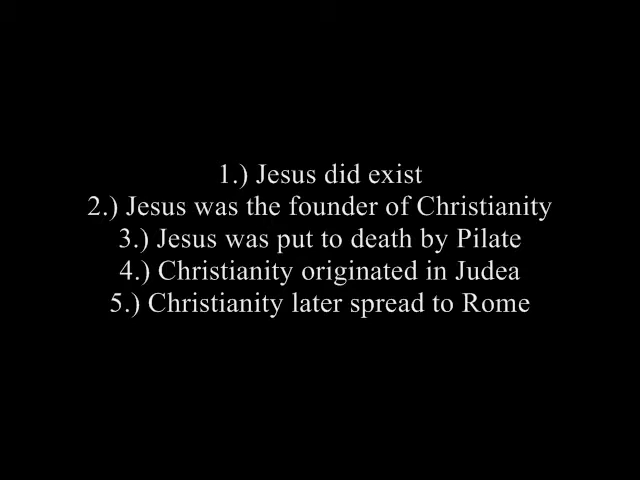 1.) Jesus did exist
2.) Jesus was the founder of Christianity
3.) Jesus was put to death by Pilate
4.) Christianity originated in Judea
5.) Christianity later spread to Rome